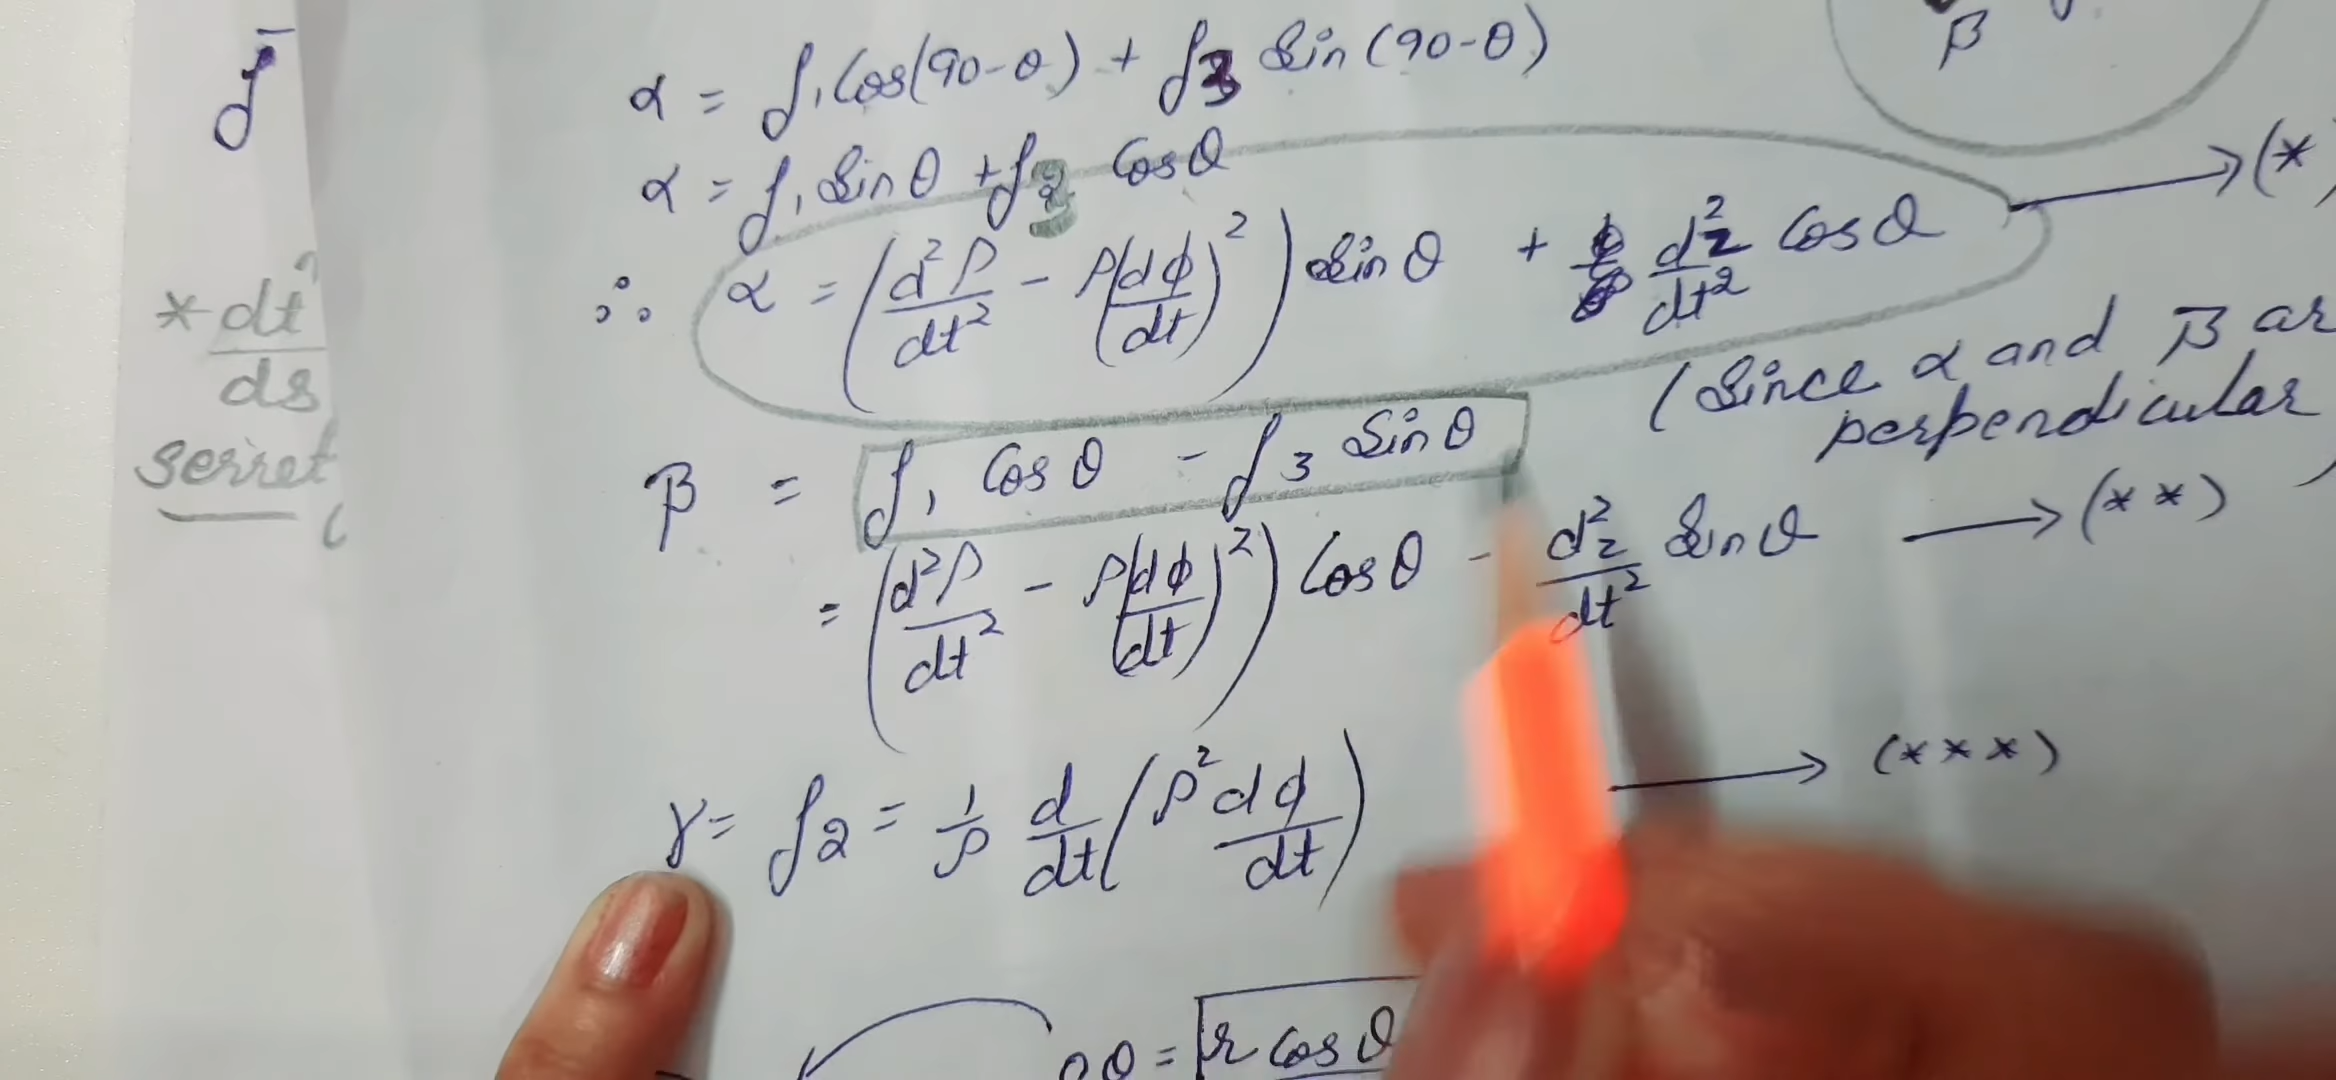 f̄
β
α = f₁ Cos(90-θ) + f₃ Sin (90-θ)
α = f₁ Sin θ + f₃ Cos θ
→ (*
∴ α = (d²ρ/dt² - ρ(dφ/dt)²) Sin θ + d²z/dt² Cos θ
(Since α and β ar
perpendicular
β = f₁ Cos θ - f₃ Sin θ
= (d²ρ/dt² - ρ(dφ/dt)²) Cos θ - d²z/dt² Sin θ → (**)
γ = f₂ = 1/ρ d/dt (ρ² dφ/dt) → (***)
= r Cos θ
* dt̂/ds
serret